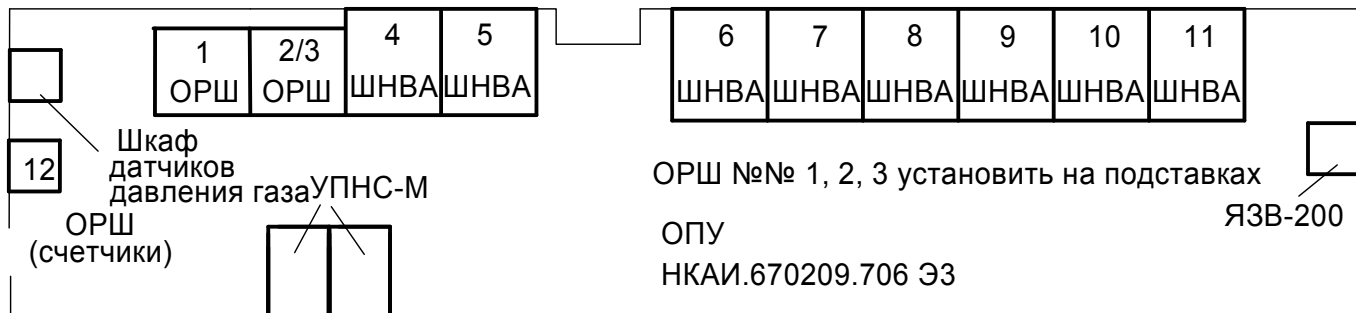 1
ОРШ
2/3
ОРШ
4
ШНВА
5
ШНВА
6
ШНВА
7
ШНВА
8
ШНВА
9
ШНВА
10
ШНВА
11
ШНВА
Шкаф
датчиков
давления газа
12
ОРШ
(счетчики)
УПНС-М
ОРШ №№ 1, 2, 3 установить на подставках
ЯЗВ-200
ОПУ
НКАИ.670209.706 Э3